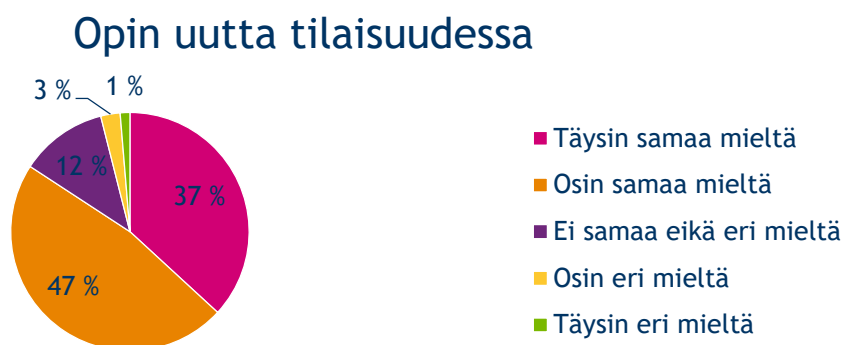 Opin uutta tilaisuudessa
3 % 1 %
12 %
37 %
47 %
Täysin samaa mieltä
Osin samaa mieltä
Ei samaa eikä eri mieltä
Osin eri mieltä
Täysin eri mieltä